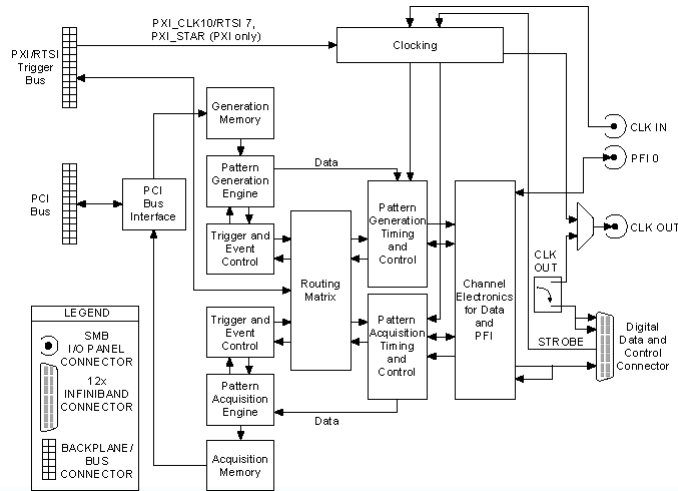 PXI_CLK10/RTSI 7,
PXI_STAR (PXI only)
Clocking
PXI/RTSI
Trigger
Bus
Generation
Memory
CLK IN
PFI 0
Data
Pattern
Generation
Engine
PCI
Bus
PCI
Bus
Interface
Pattern
Generation
Timing
and
Control
CLK OUT
Trigger and
Event
Control
Routing
Matrix
Channel
Electronics
for Data
and
PFI
CLK
OUT
Trigger and
Event
Control
Pattern
Acquisition
Timing
and
Control
STROBE
Digital
Data and
Control
Connector
Pattern
Acquisition
Engine
Data
Acquisition
Memory
LEGEND
SMB
I/O PANEL
CONNECTOR
12x
INFINIBAND
CONNECTOR
BACKPLANE/
BUS
CONNECTOR